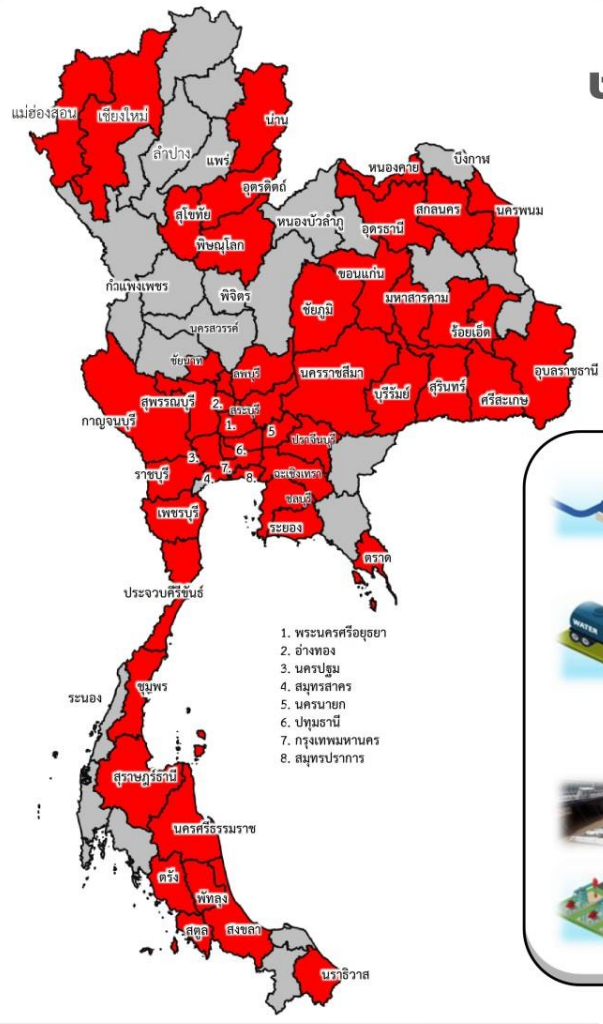 แม่ฮ่องสอน
เชียงใหม่
น่าน
ลำปาง
แพร่
อุตรดิตถ์
สุโขทัย
พิษณุโลก
หนองคาย
บึงกาฬ
หนองบัวลำภู
อุดรธานี
สกลนคร
นครพนม
กำแพงเพชร
พิจิตร
ขอนแก่น
ชัยภูมิ
มหาสารคาม
ร้อยเอ็ด
นครสวรรค์
ชัยนาท
ลพบุรี
นครราชสีมา
บุรีรัมย์
สุรินทร์
ศรีสะเกษ
อุบลราชธานี
กาญจนบุรี
สุพรรณบุรี
2.
สระบุรี
1.
5
ปราจีนบุรี
3.
6.
ราชบุรี
4.
7.
8.
ฉะเชิงเทรา
ชลบุรี
เพชรบุรี
ระยอง
ตราด
ประจวบคีรีขันธ์
1. พระนครศรีอยุธยา
2. อ่างทอง
3. นครปฐม
4. สมุทรสาคร
5. นครนายก
6. ปทุมธานี
7. กรุงเทพมหานคร
8. สมุทรปราการ
ระนอง
ชุมพร
สุราษฎร์ธานี
นครศรีธรรมราช
ตรัง
พัทลุง
สตูล
สงขลา
นราธิวาส
WATER